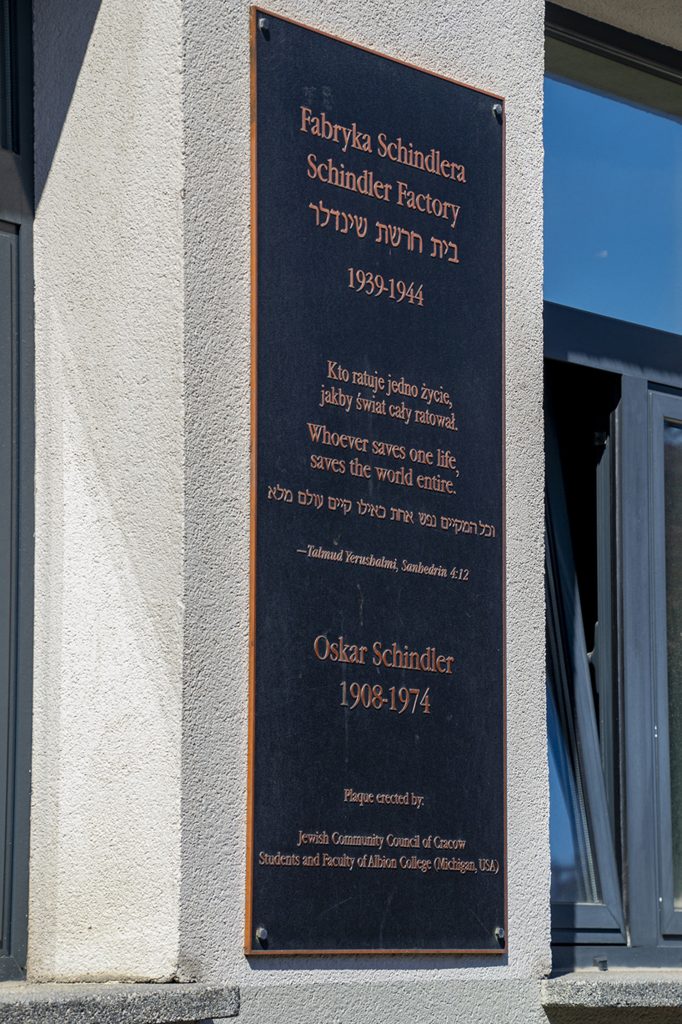 Fabryka Schindlera
Schindler Factory
בית חרשת שינדלר
1939-1944
Kto ratuje jedno życie,
jakby świat cały ratował.
Whoever saves one life,
saves the world entire.
וכל המקיים נפש אחת כאילו קיים עולם מלא
—Talmud Yerushalmi, Sanhedrin 4:12
Oskar Schindler
1908-1974
Plaque erected by:
Jewish Community Council of Cracow
Students and Faculty of Albion College (Michigan, USA)